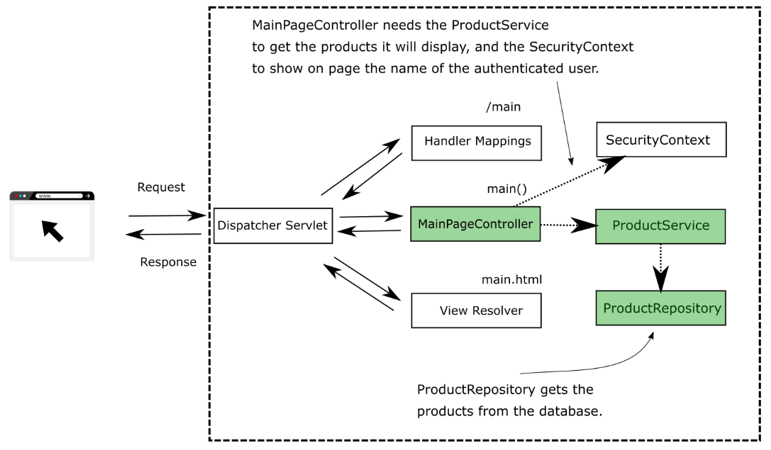 MainPageController needs the ProductService
to get the products it will display, and the SecurityContext
to show on page the name of the authenticated user.
/main
Handler Mappings
SecurityContext
Request
main()
Dispatcher Servlet
MainPageController
ProductService
Response
main.html
View Resolver
ProductRepository
ProductRepository gets the
products from the database.